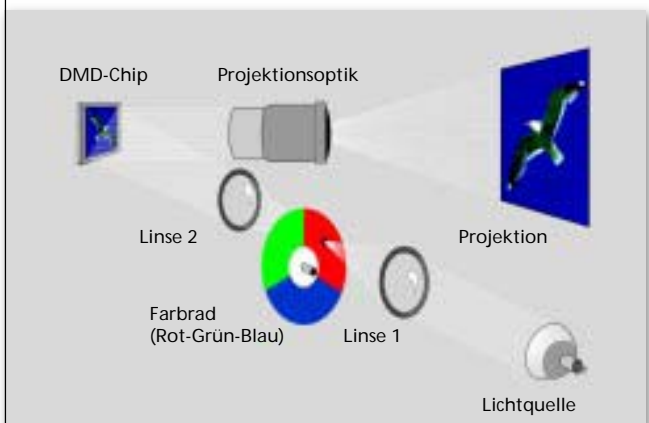 DMD-Chip
Projektionsoptik
Linse 2
Projektion
Farbrad
(Rot-Grün-Blau)
Linse 1
Lichtquelle